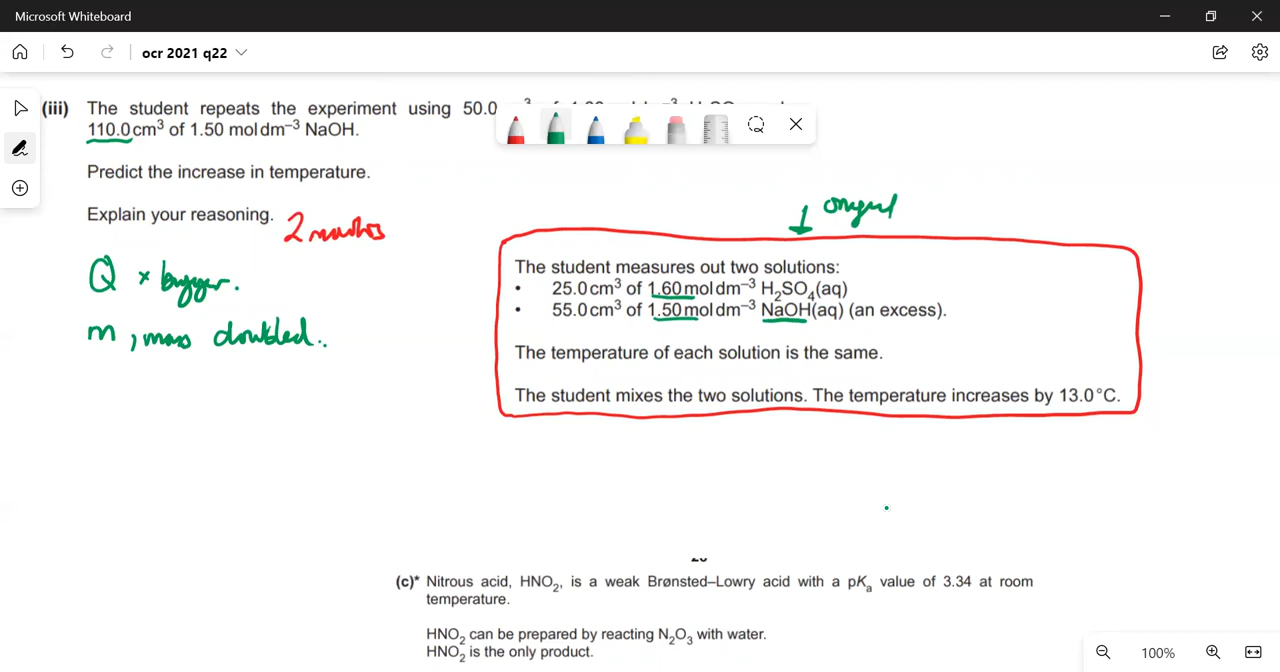 Microsoft Whiteboard
ocr 2021 q22
(iii) The student repeats the experiment using 50.0
110.0 cm³ of 1.50 mol dm⁻³ NaOH.
Predict the increase in temperature.
Explain your reasoning.
2 marks
Q × bigger.
m, mass doubled..
↓
The student measures out two solutions:
• 25.0 cm³ of 1.60 mol dm⁻³ H₂SO₄(aq)
• 55.0 cm³ of 1.50 mol dm⁻³ NaOH(aq) (an excess).
The temperature of each solution is the same.
The student mixes the two solutions. The temperature increases by 13.0 °C.
(c)* Nitrous acid, HNO₂, is a weak Brønsted–Lowry acid with a pKₐ value of 3.34 at room
temperature.
HNO₂ can be prepared by reacting N₂O₃ with water.
HNO₂ is the only product.
100%